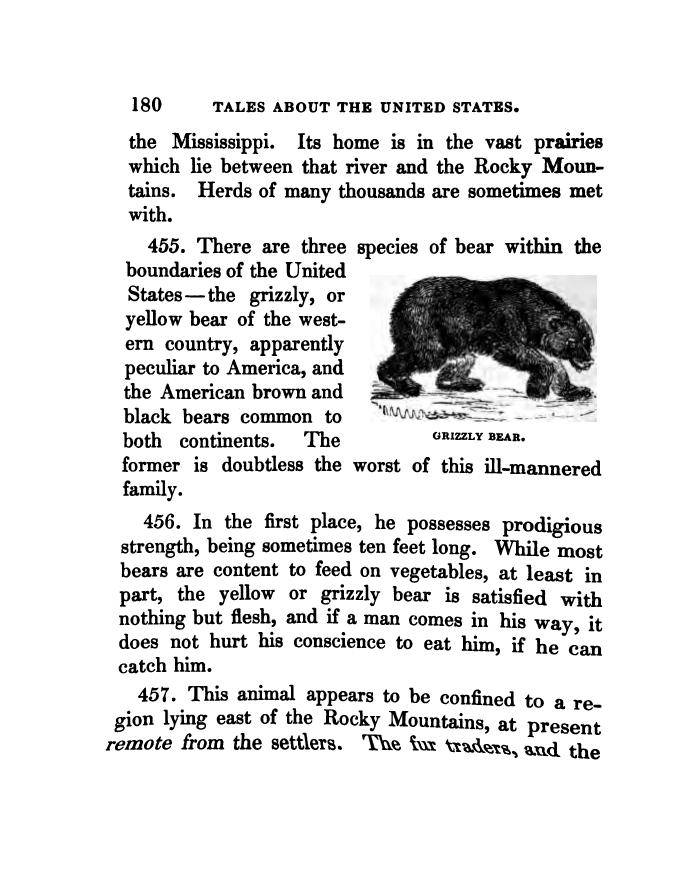 180 TALES ABOUT THE UNITED STATES.
the Mississippi. Its home is in the vast prairies
which lie between that river and the Rocky Moun-
tains. Herds of many thousands are sometimes met
with.
455. There are three species of bear within the
boundaries of the United
States—the grizzly, or
yellow bear of the west-
ern country, apparently
peculiar to America, and
the American brown and
black bears common to
both continents. The
GRIZZLY BEAR.
former is doubtless the worst of this ill-mannered
family.
456. In the first place, he possesses prodigious
strength, being sometimes ten feet long. While most
bears are content to feed on vegetables, at least in
part, the yellow or grizzly bear is satisfied with
nothing but flesh, and if a man comes in his way, it
does not hurt his conscience to eat him, if he can
catch him.
457. This animal appears to be confined to a re-
gion lying east of the Rocky Mountains, at present
remote from the settlers. The fur traders, and the